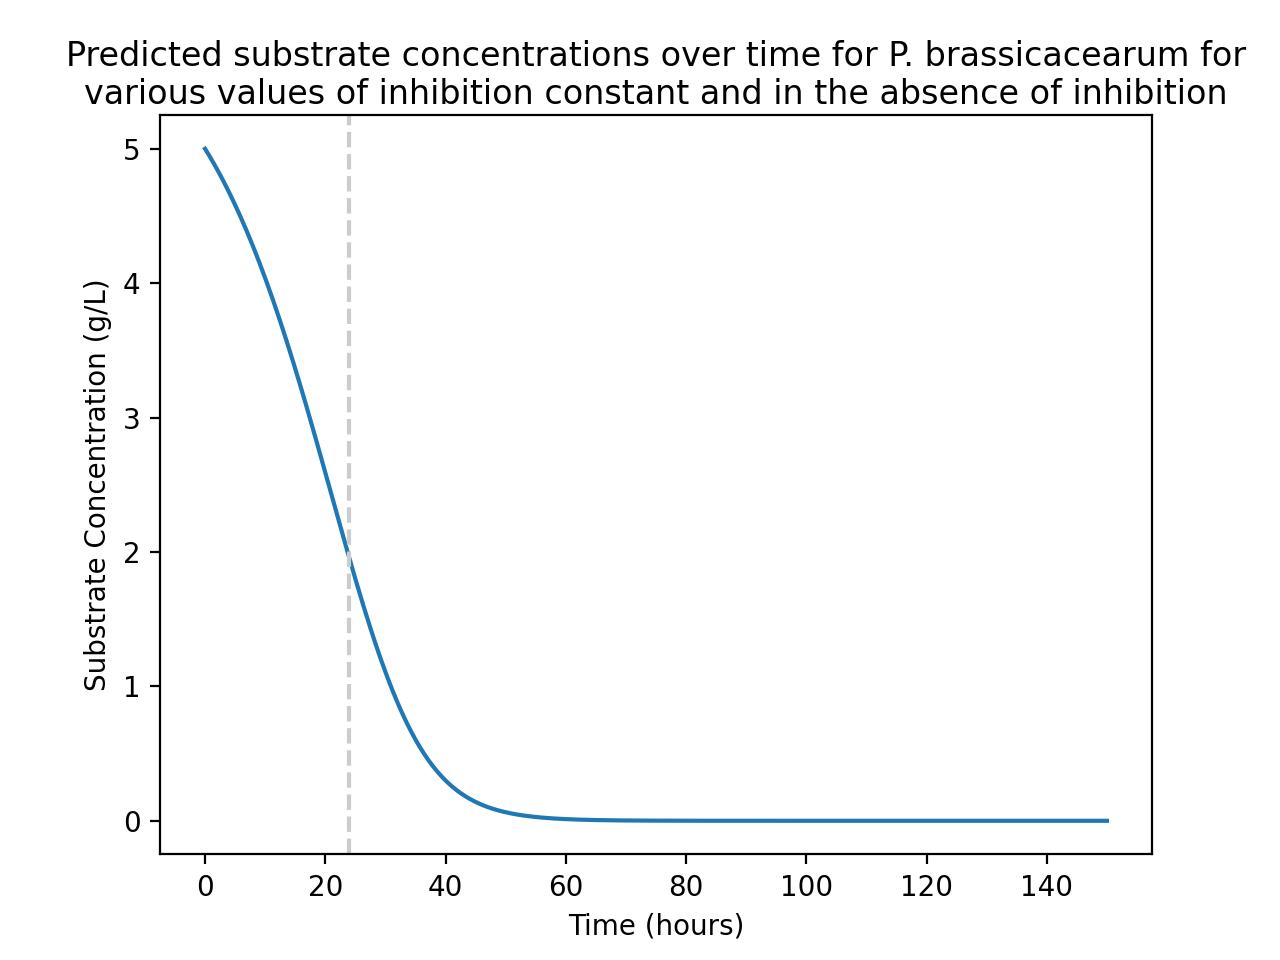 Predicted substrate concentrations over time for P. brassicacearum for
various values of inhibition constant and in the absence of inhibition
5
4
3
2
1
0
Substrate Concentration (g/L)
0 20 40 60 80 100 120 140
Time (hours)